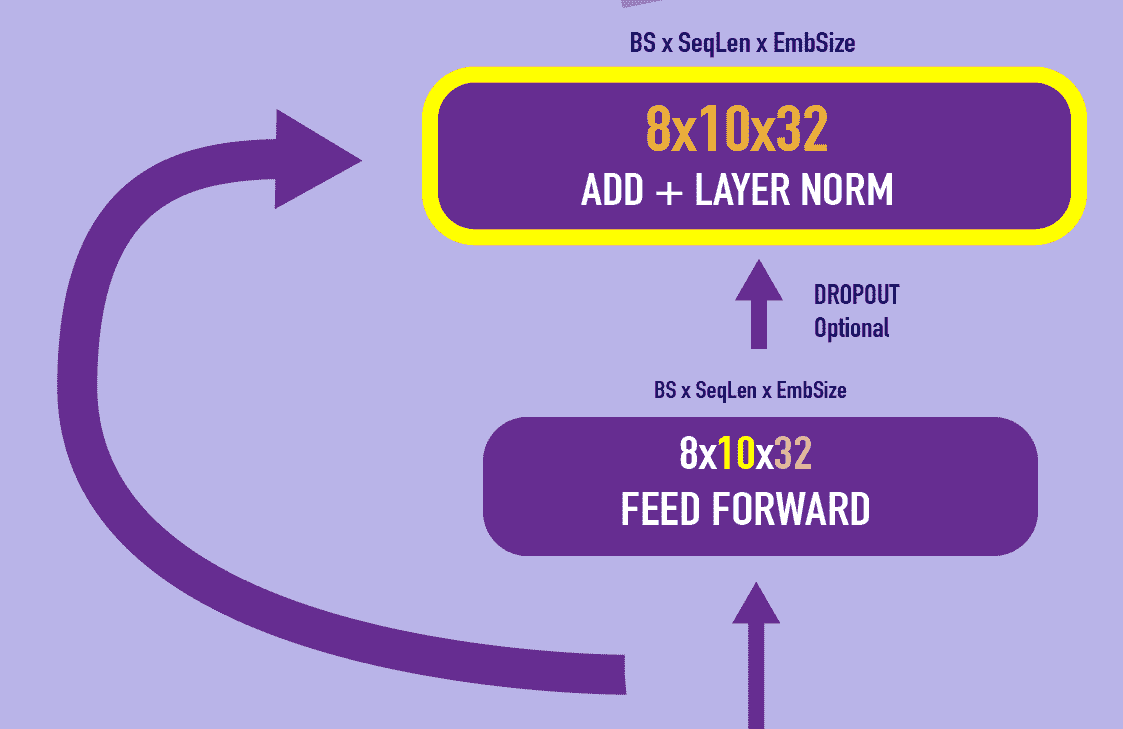 BS x SeqLen x EmbSize
8x10x32
ADD + LAYER NORM
DROPOUT
Optional
BS x SeqLen x EmbSize
8x10x32
FEED FORWARD